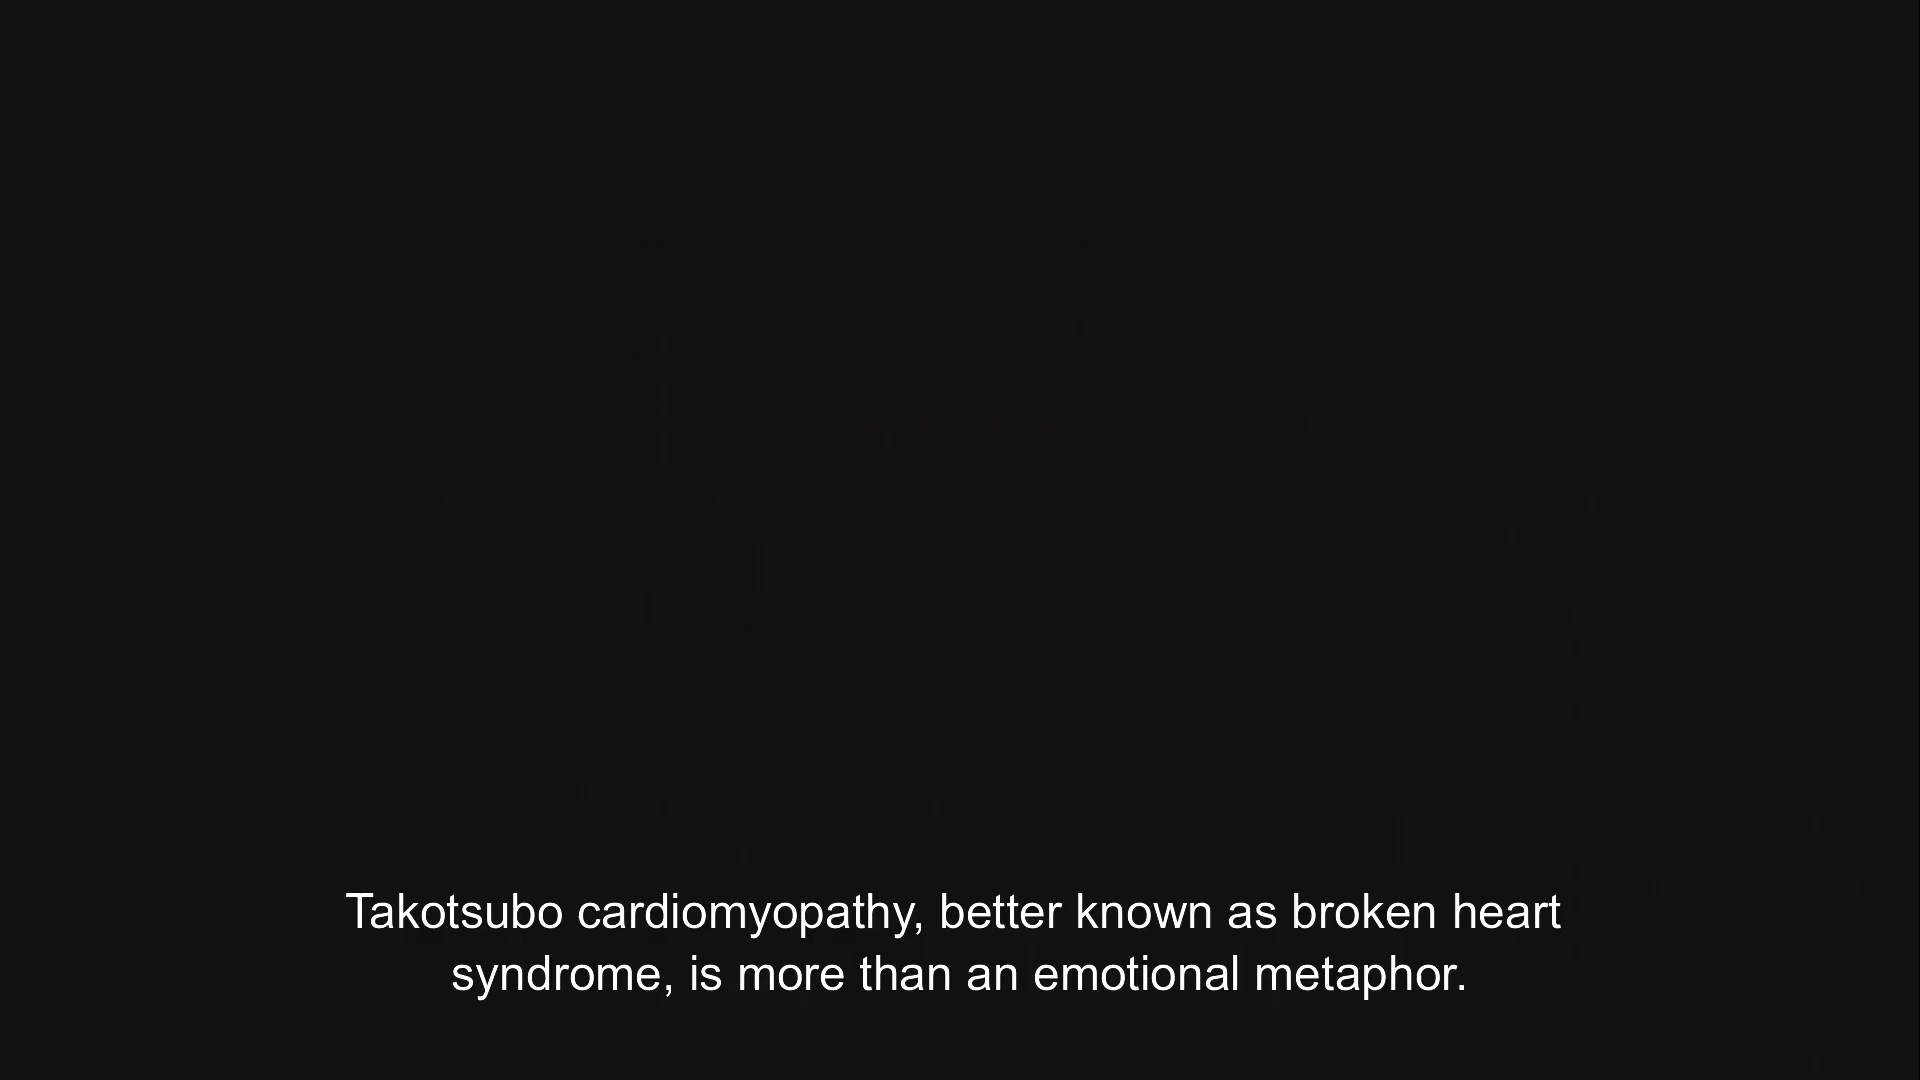 Takotsubo cardiomyopathy, better known as broken heart
syndrome, is more than an emotional metaphor.